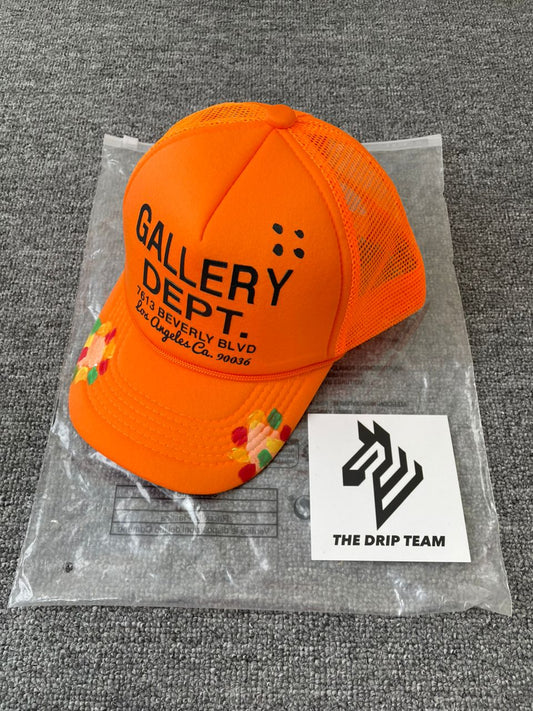 GALLERY
DEPT.
7613 BEVERLY BLVD
Los Angeles Ca. 90036
THE DRIP TEAM